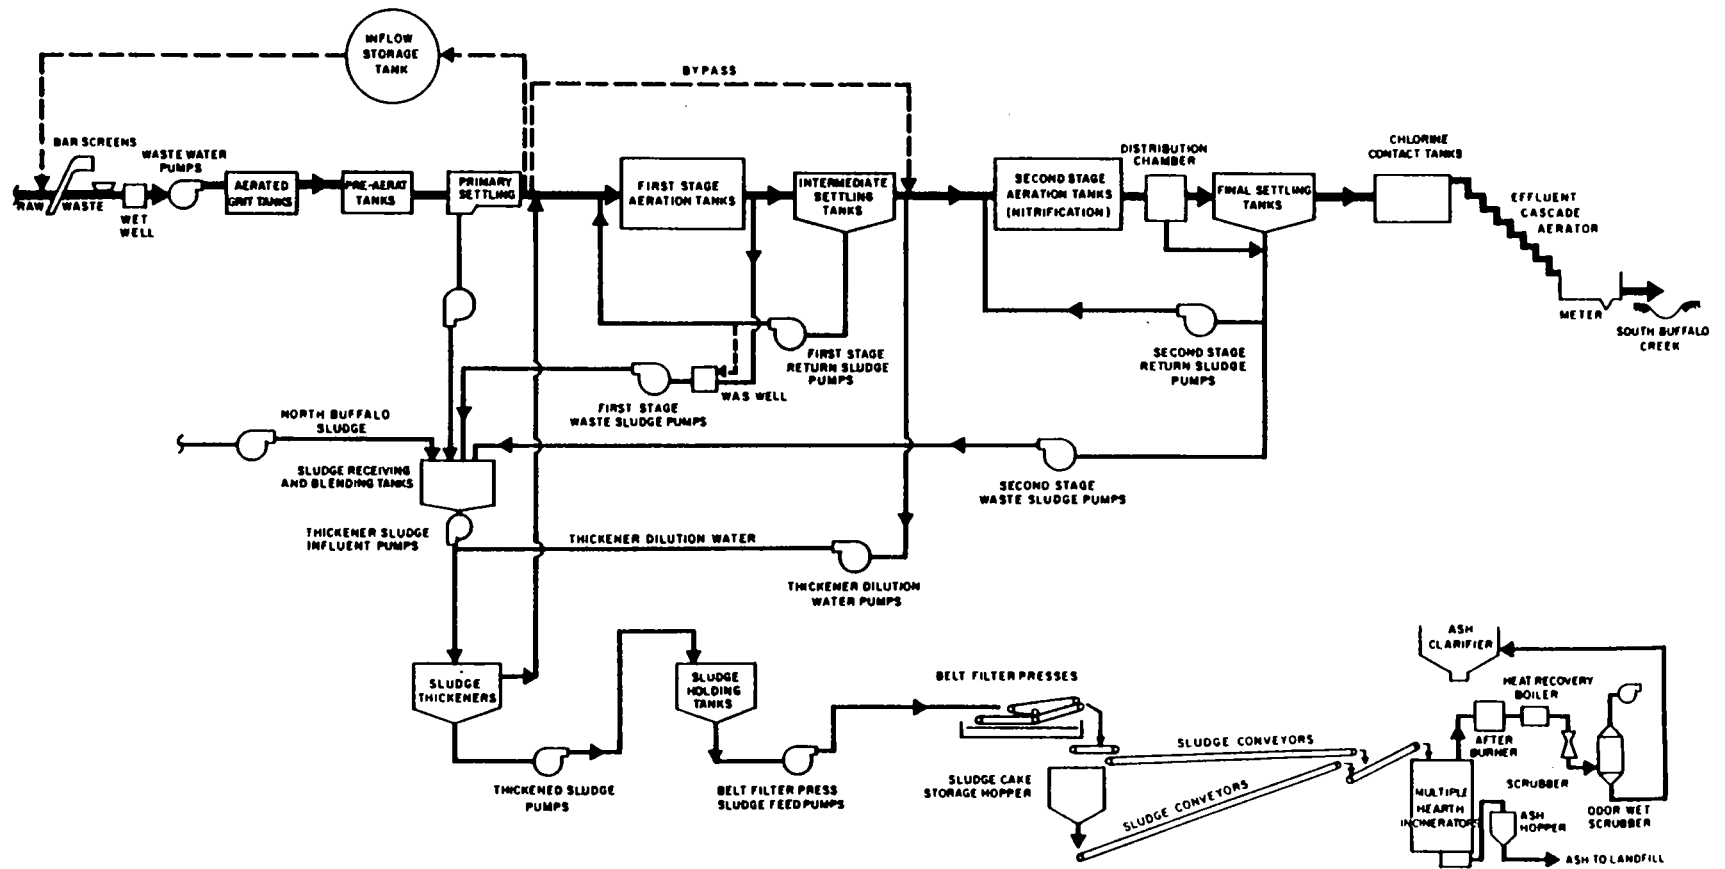 INFLOW
STORAGE
TANK
BYPASS
BAR SCREENS
WASTE WATER
PUMPS
RAW WASTE
WET
WELL
AERATED
GRIT TANKS
PRE-AERAT
TANKS
PRIMARY
SETTLING
FIRST STAGE
AERATION TANKS
INTERMEDIATE
SETTLING
TANKS
SECOND STAGE
AERATION TANKS
(NITRIFICATION)
DISTRIBUTION
CHAMBER
FINAL SETTLING
TANKS
CHLORINE
CONTACT TANKS
EFFLUENT
CASCADE
AERATOR
METER
SOUTH BUFFALO
CREEK
FIRST STAGE
RETURN SLUDGE
PUMPS
SECOND STAGE
RETURN SLUDGE
PUMPS
WAS WELL
FIRST STAGE
WASTE SLUDGE PUMPS
NORTH BUFFALO
SLUDGE
SLUDGE RECEIVING
AND BLENDING TANKS
SECOND STAGE
WASTE SLUDGE PUMPS
THICKENER SLUDGE
INFLUENT PUMPS
THICKENER DILUTION WATER
THICKENER DILUTION
WATER PUMPS
SLUDGE
THICKENERS
SLUDGE
HOLDING
TANKS
THICKENED SLUDGE
PUMPS
BELT FILTER PRESS
SLUDGE FEED PUMPS
BELT FILTER PRESSES
SLUDGE CONVEYORS
SLUDGE CAKE
STORAGE HOPPER
SLUDGE CONVEYORS
ASH
CLARIFIER
HEAT RECOVERY
BOILER
AFTER
BURNER
SCRUBBER
ODOR WET
SCRUBBER
MULTIPLE
HEARTH
INCINERATORS
ASH
HOPPER
ASH TO LANDFILL